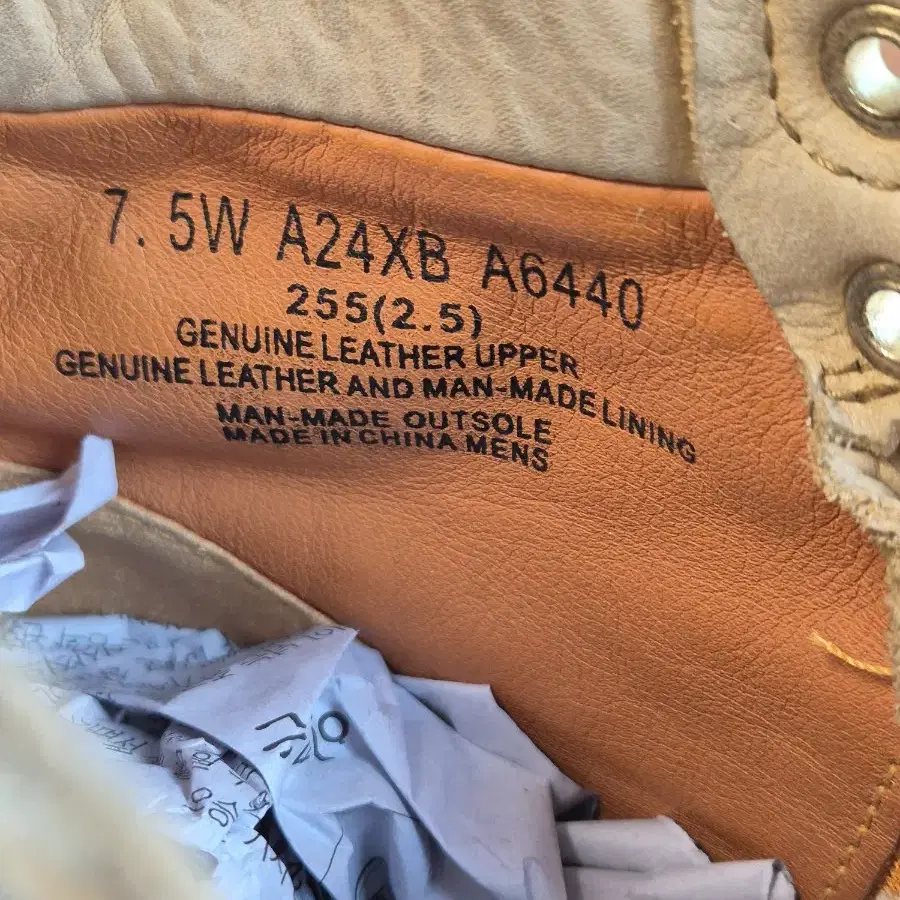 7.5W A24XB A6440
255(2.5)
GENUINE LEATHER UPPER
GENUINE LEATHER AND MAN-MADE LINING
MAN-MADE OUTSOLE
MADE IN CHINA MENS